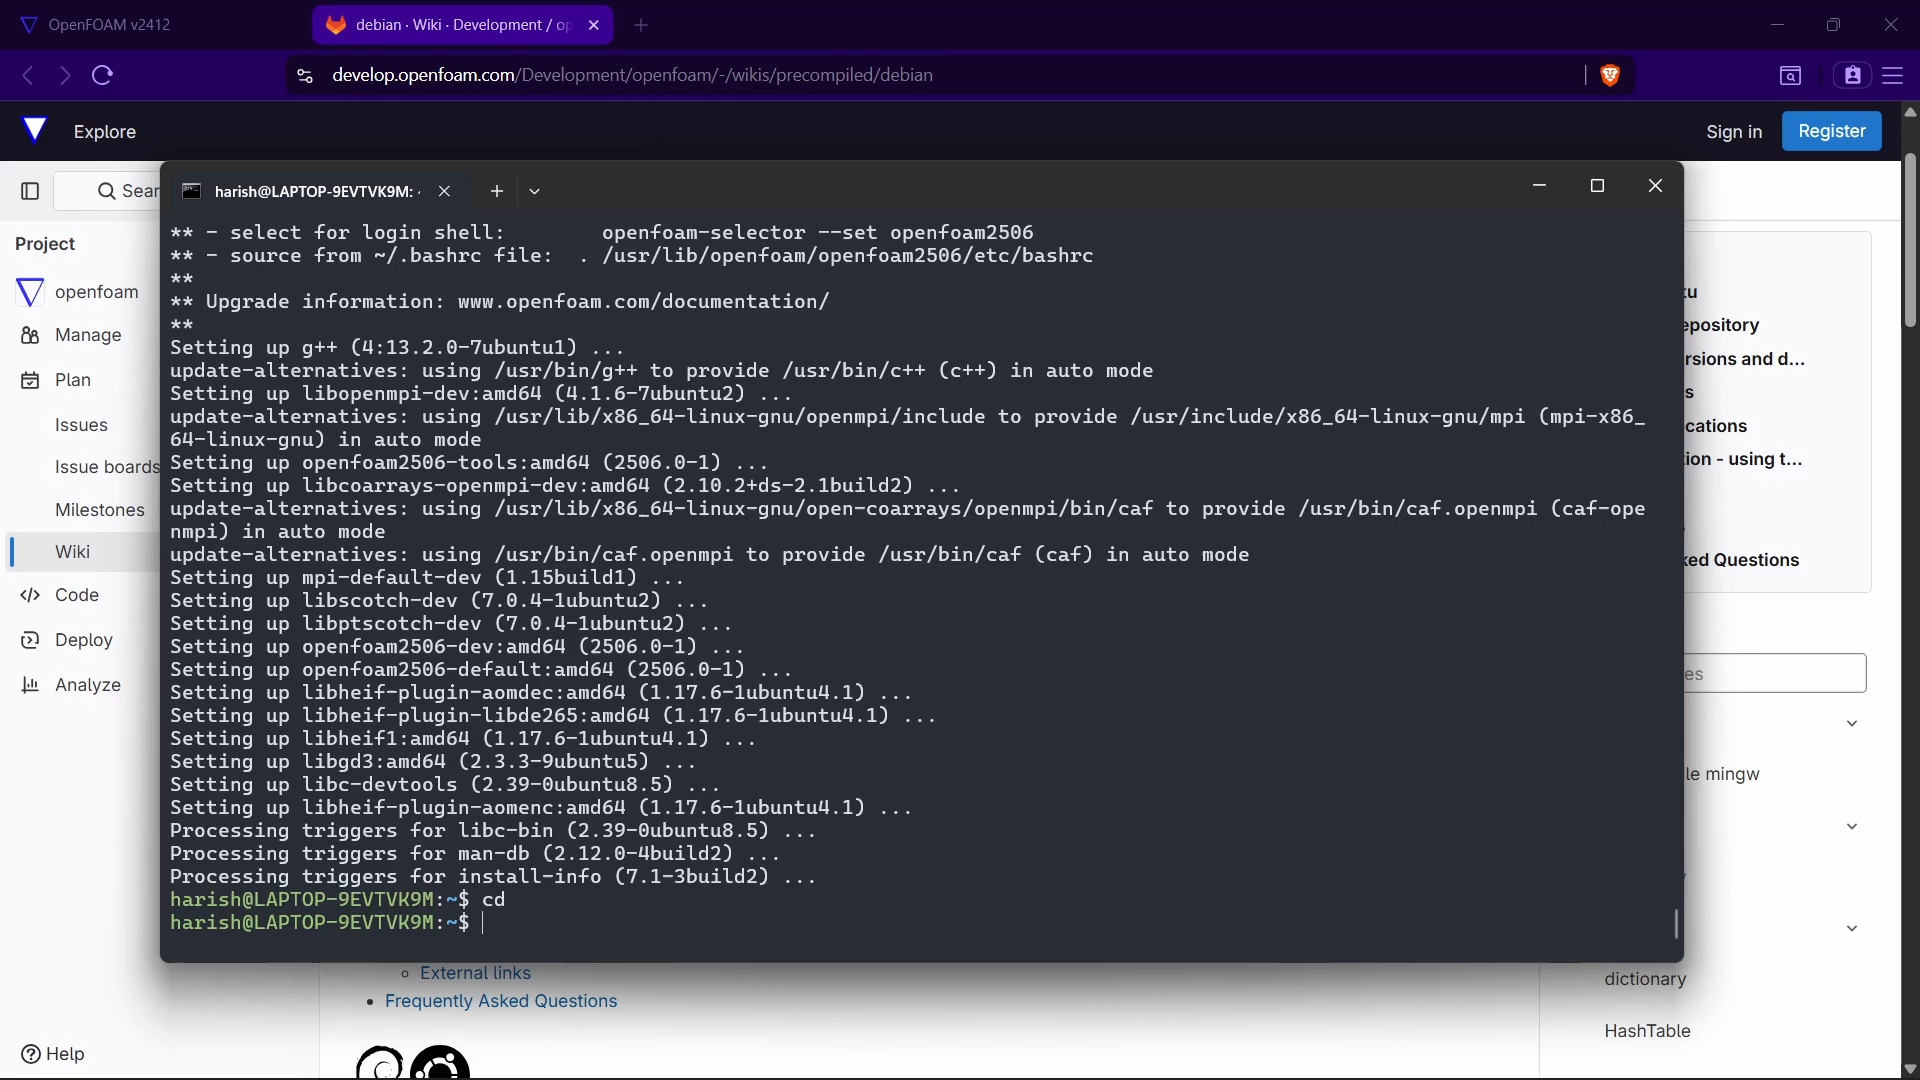 OpenFOAM v2412
debian · Wiki · Development / op
develop.openfoam.com/Development/openfoam/-/wikis/precompiled/debian
Explore
Sign in
Register
Sear
harish@LAPTOP-9EVTVK9M:
Project
openfoam
Manage
Plan
Issues
Issue boards
Milestones
Wiki
Code
Deploy
Analyze
Help
** - select for login shell:        openfoam-selector --set openfoam2506
** - source from ~/.bashrc file:  . /usr/lib/openfoam/openfoam2506/etc/bashrc
**
** Upgrade information: www.openfoam.com/documentation/
**
Setting up g++ (4:13.2.0-7ubuntu1) ...
update-alternatives: using /usr/bin/g++ to provide /usr/bin/c++ (c++) in auto mode
Setting up libopenmpi-dev:amd64 (4.1.6-7ubuntu2) ...
update-alternatives: using /usr/lib/x86_64-linux-gnu/openmpi/include to provide /usr/include/x86_64-linux-gnu/mpi (mpi-x86_
64-linux-gnu) in auto mode
Setting up openfoam2506-tools:amd64 (2506.0-1) ...
Setting up libcoarrays-openmpi-dev:amd64 (2.10.2+ds-2.1build2) ...
update-alternatives: using /usr/lib/x86_64-linux-gnu/open-coarrays/openmpi/bin/caf to provide /usr/bin/caf.openmpi (caf-ope
nmpi) in auto mode
update-alternatives: using /usr/bin/caf.openmpi to provide /usr/bin/caf (caf) in auto mode
Setting up mpi-default-dev (1.15build1) ...
Setting up libscotch-dev (7.0.4-1ubuntu2) ...
Setting up libptscotch-dev (7.0.4-1ubuntu2) ...
Setting up openfoam2506-dev:amd64 (2506.0-1) ...
Setting up openfoam2506-default:amd64 (2506.0-1) ...
Setting up libheif-plugin-aomdec:amd64 (1.17.6-1ubuntu4.1) ...
Setting up libheif-plugin-libde265:amd64 (1.17.6-1ubuntu4.1) ...
Setting up libheif1:amd64 (1.17.6-1ubuntu4.1) ...
Setting up libgd3:amd64 (2.3.3-9ubuntu5) ...
Setting up libc-devtools (2.39-0ubuntu8.5) ...
Setting up libheif-plugin-aomenc:amd64 (1.17.6-1ubuntu4.1) ...
Processing triggers for libc-bin (2.39-0ubuntu8.5) ...
Processing triggers for man-db (2.12.0-4build2) ...
Processing triggers for install-info (7.1-3build2) ...
harish@LAPTOP-9EVTVK9M:~$ cd
harish@LAPTOP-9EVTVK9M:~$
External links
Frequently Asked Questions
tu
epository
rsions and d...
s
cations
tion - using t...
ked Questions
es
le mingw
dictionary
HashTable